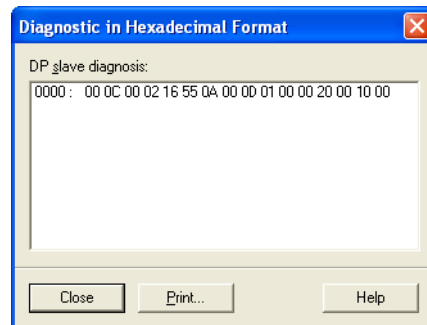 Diagnostic in Hexadecimal Format
DP slave diagnosis:
0000 : 00 0C 00 02 16 55 0A 00 0D 01 00 00 20 00 10 00
Close
Print...
Help